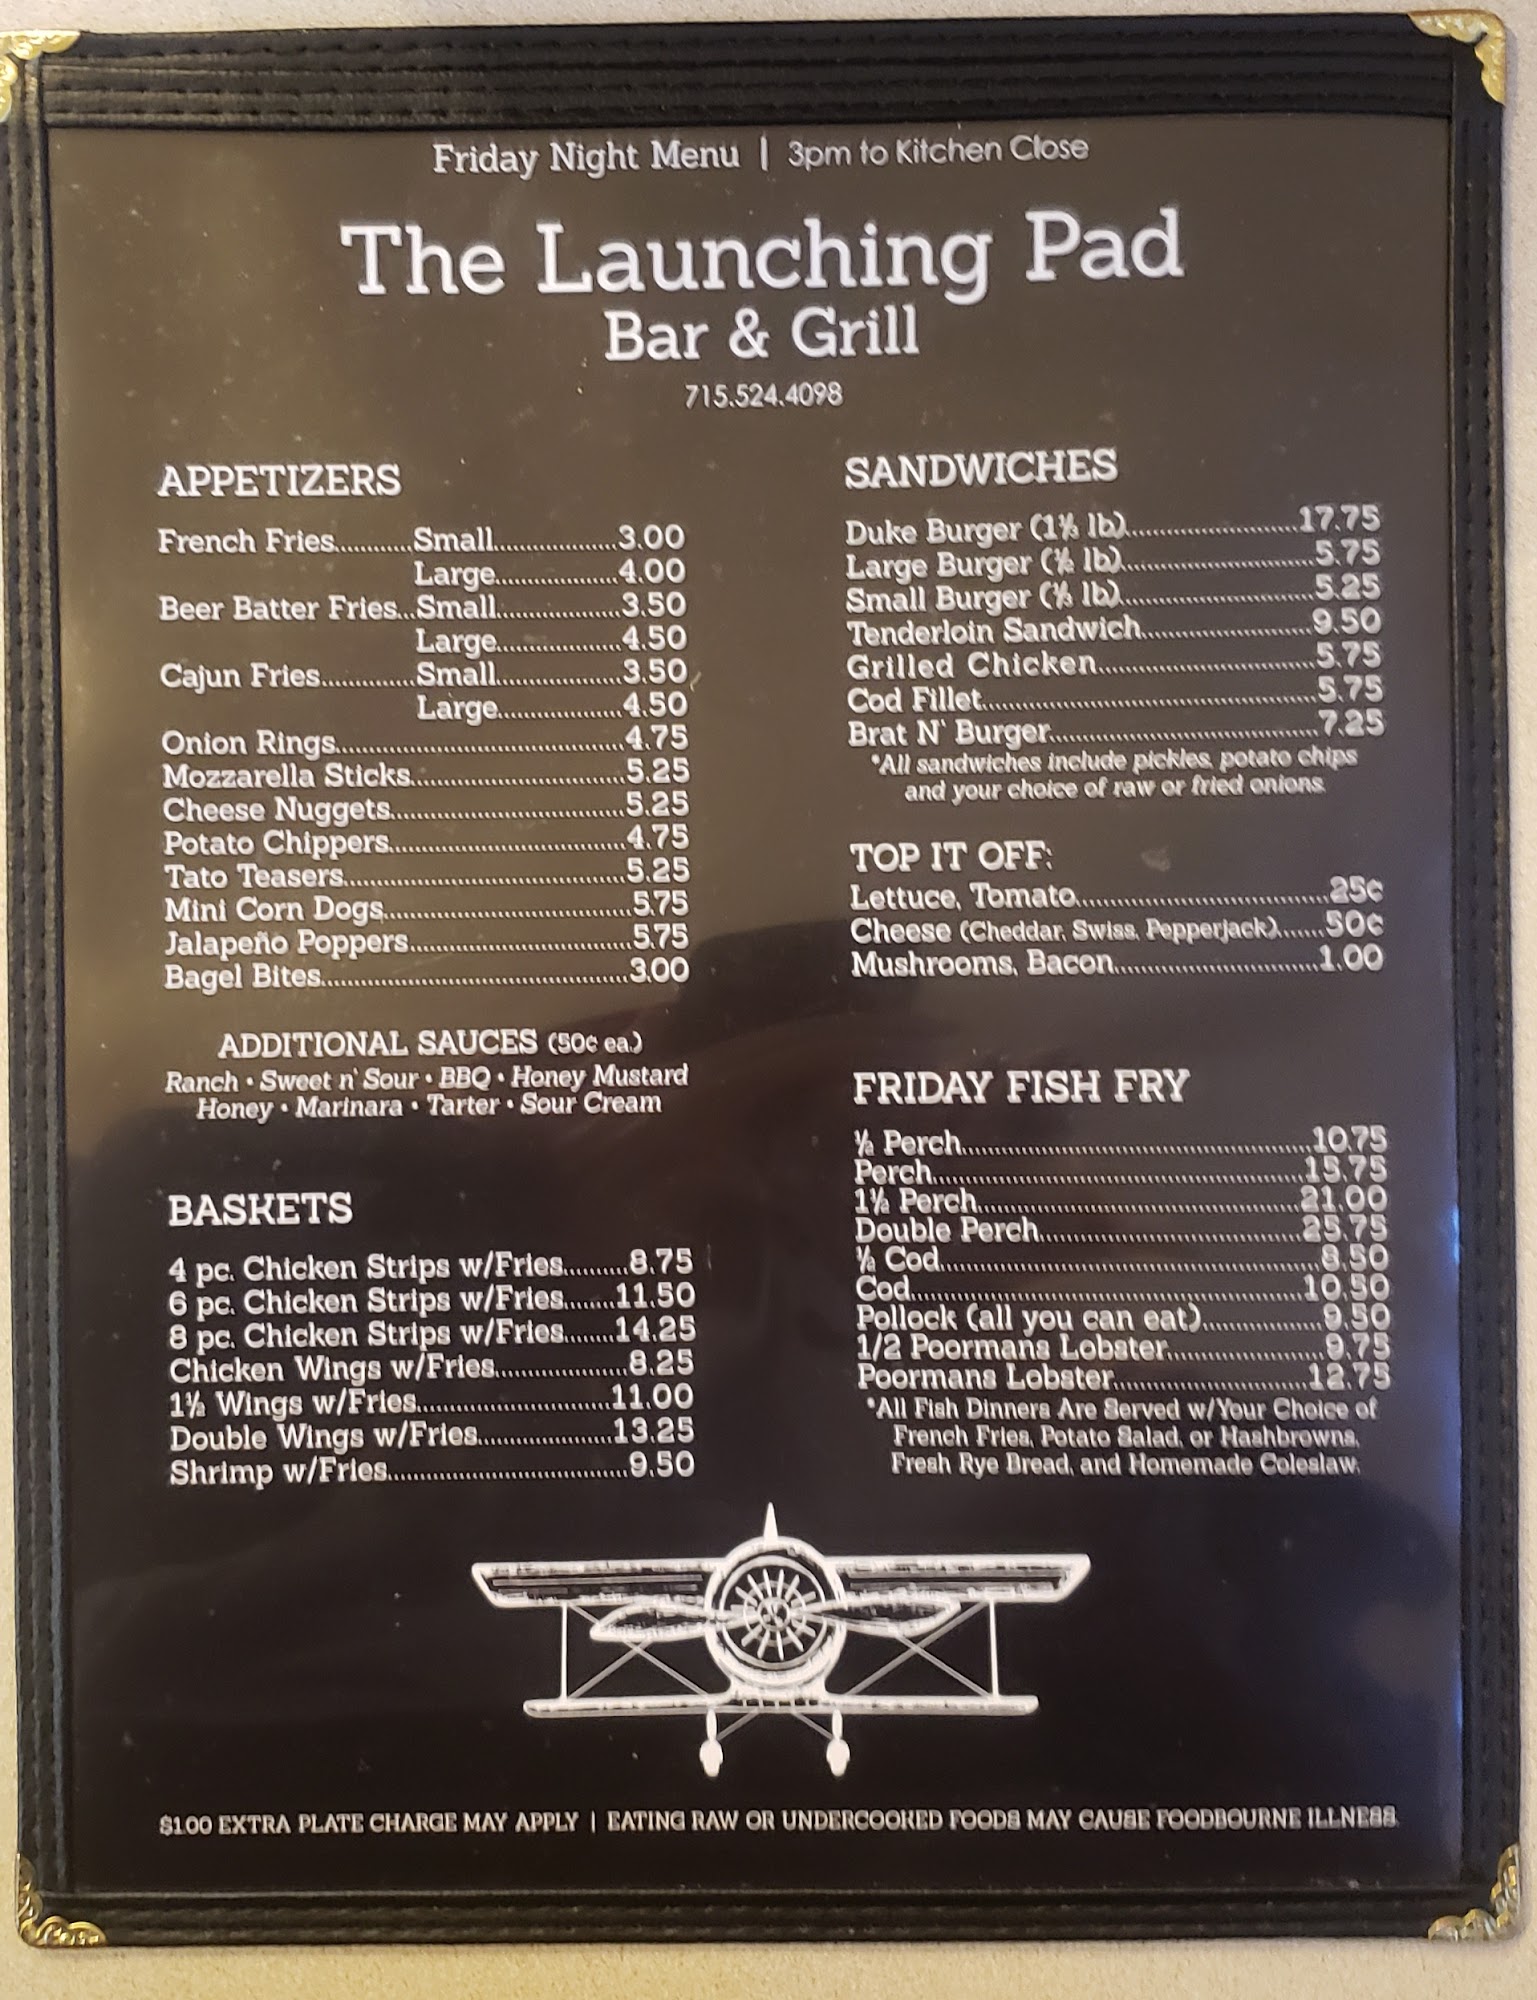 Friday Night Menu | 3pm to Kitchen Close
The Launching Pad
Bar & Grill
715.524.4098
APPETIZERS
French Fries............Small...................3.00
Large...................4.00
Beer Batter Fries...Small...................3.50
Large...................4.50
Cajun Fries..............Small...................3.50
Large...................4.50
Onion Rings.............................................4.75
Mozzarella Sticks.................................5.25
Cheese Nuggets....................................5.25
Potato Chippers.....................................4.75
Tato Teasers............................................5.25
Mini Corn Dogs......................................5.75
Jalapeño Poppers..................................5.75
Bagel Bites................................................3.00
ADDITIONAL SAUCES (50¢ ea.)
Ranch • Sweet n' Sour • BBQ • Honey Mustard
Honey • Marinara • Tarter • Sour Cream
BASKETS
4 pc. Chicken Strips w/Fries..........8.75
6 pc. Chicken Strips w/Fries........11.50
8 pc. Chicken Strips w/Fries........14.25
Chicken Wings w/Fries....................8.25
1½ Wings w/Fries..............................11.00
Double Wings w/Fries.....................13.25
Shrimp w/Fries.....................................9.50
SANDWICHES
Duke Burger (1⅓ lb)..........................17.75
Large Burger (½ lb).............................5.75
Small Burger (⅓ lb).............................5.25
Tenderloin Sandwich..........................9.50
Grilled Chicken.................................5.75
Cod Fillet....................................................5.75
Brat N' Burger.........................................7.25
*All sandwiches include pickles, potato chips
and your choice of raw or fried onions.
TOP IT OFF:
Lettuce, Tomato.......................................25¢
Cheese (Cheddar, Swiss, Pepperjack).......50¢
Mushrooms, Bacon................................1.00
FRIDAY FISH FRY
½ Perch......................................................10.75
Perch..........................................................15.75
1½ Perch..................................................21.00
Double Perch.........................................25.75
½ Cod...........................................................8.50
Cod..............................................................10.50
Pollock (all you can eat)...................9.50
1/2 Poormans Lobster........................9.75
Poormans Lobster..............................12.75
*All Fish Dinners Are Served w/Your Choice of
French Fries, Potato Salad, or Hashbrowns,
Fresh Rye Bread, and Homemade Coleslaw.
$1.00 EXTRA PLATE CHARGE MAY APPLY | EATING RAW OR UNDERCOOKED FOODS MAY CAUSE FOODBOURNE ILLNESS.